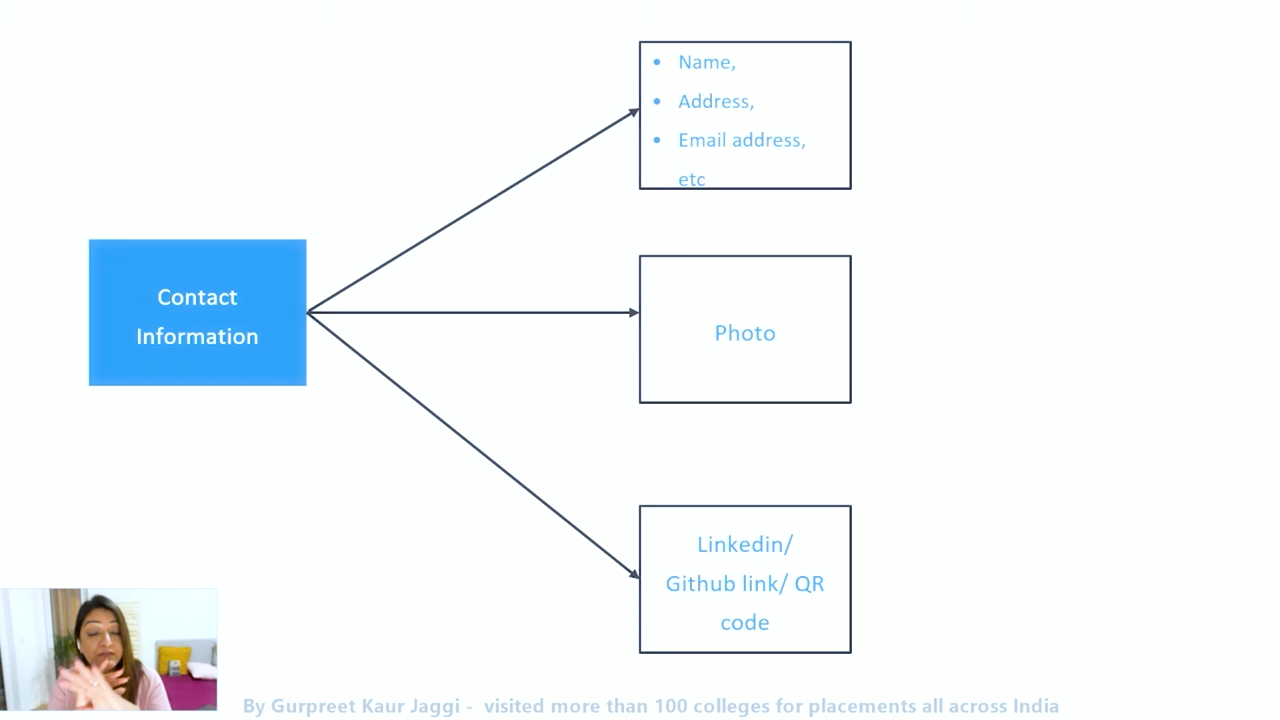 • Name,
• Address,
• Email address,
etc
Contact
Information
Photo
Linkedin/
Github link/ QR
code
By Gurpreet Kaur Jaggi - visited more than 100 colleges for placements all across India